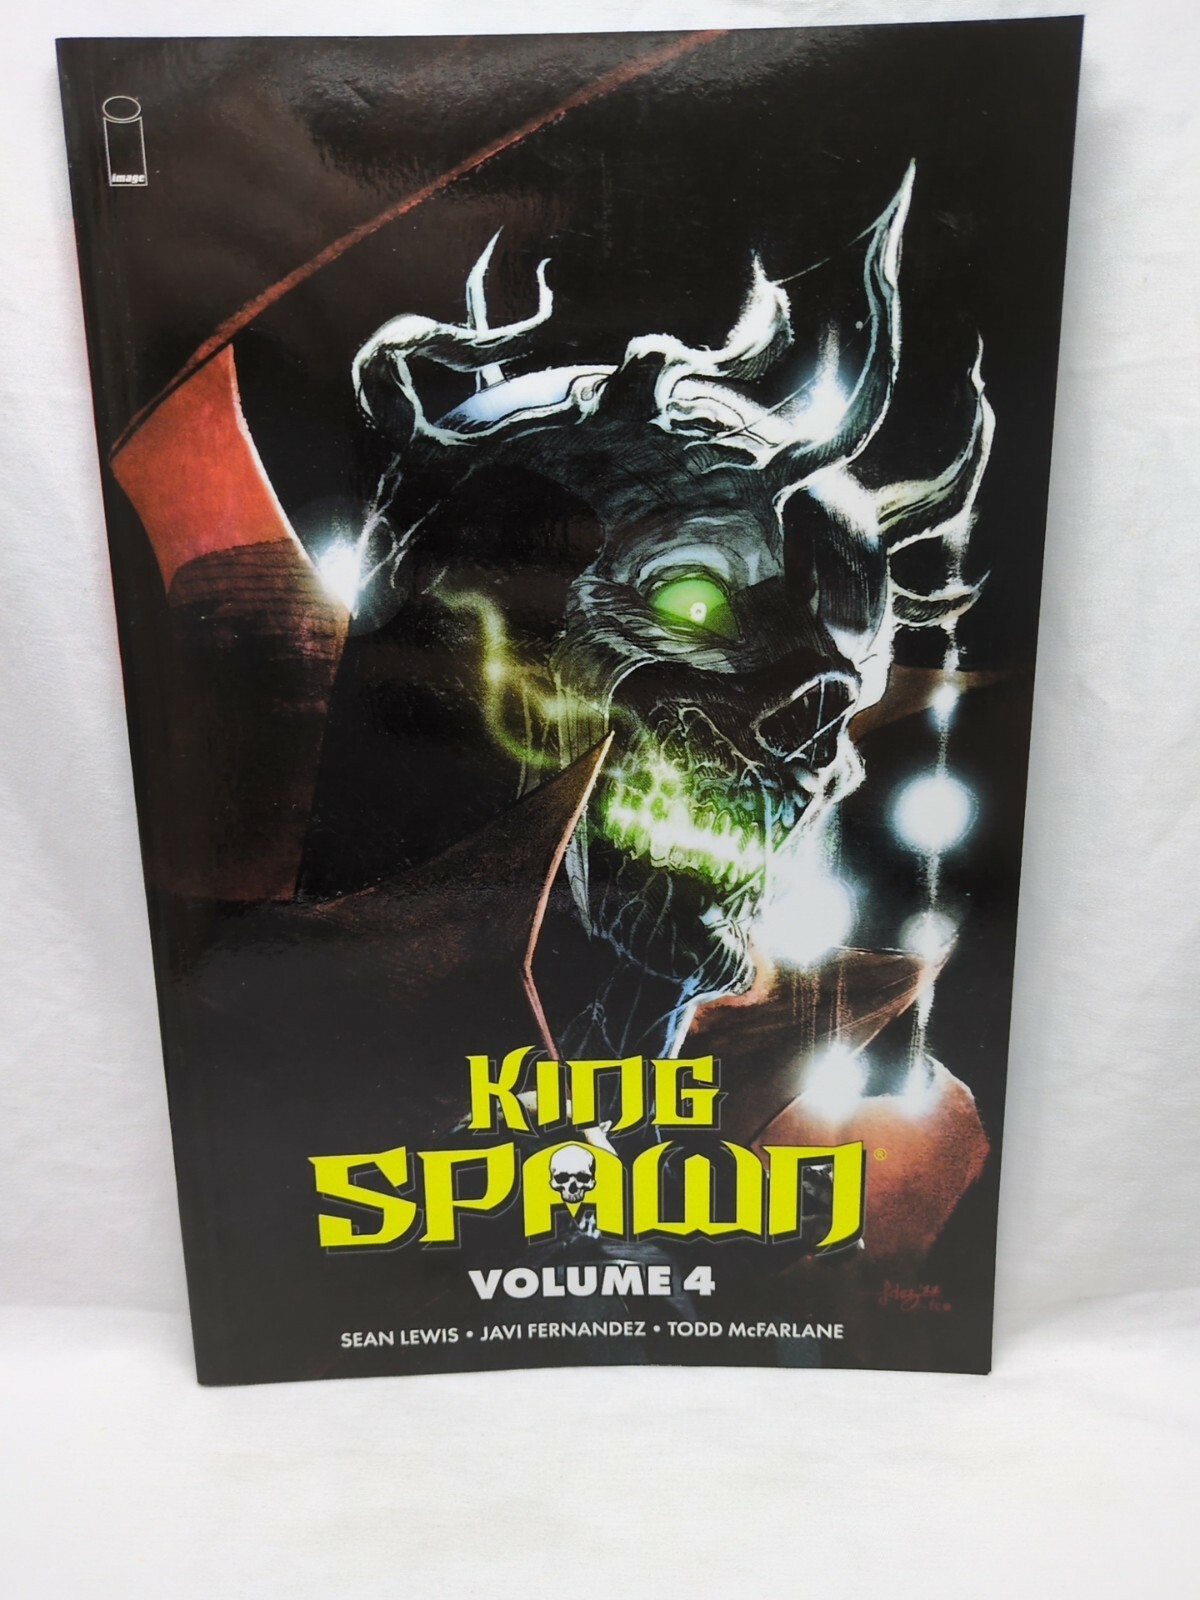 image
KING
SPAWN®
VOLUME 4
SEAN LEWIS • JAVI FERNANDEZ • TODD McFARLANE